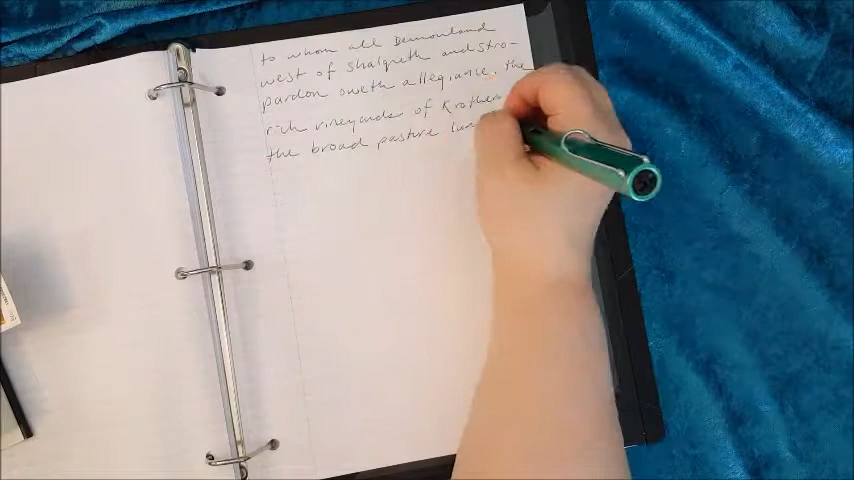 to whom all Demonland
west of Shalgreth and Stro-
pardon oweth allegiance. the
rich vineyards of Krothers
the broad pasture